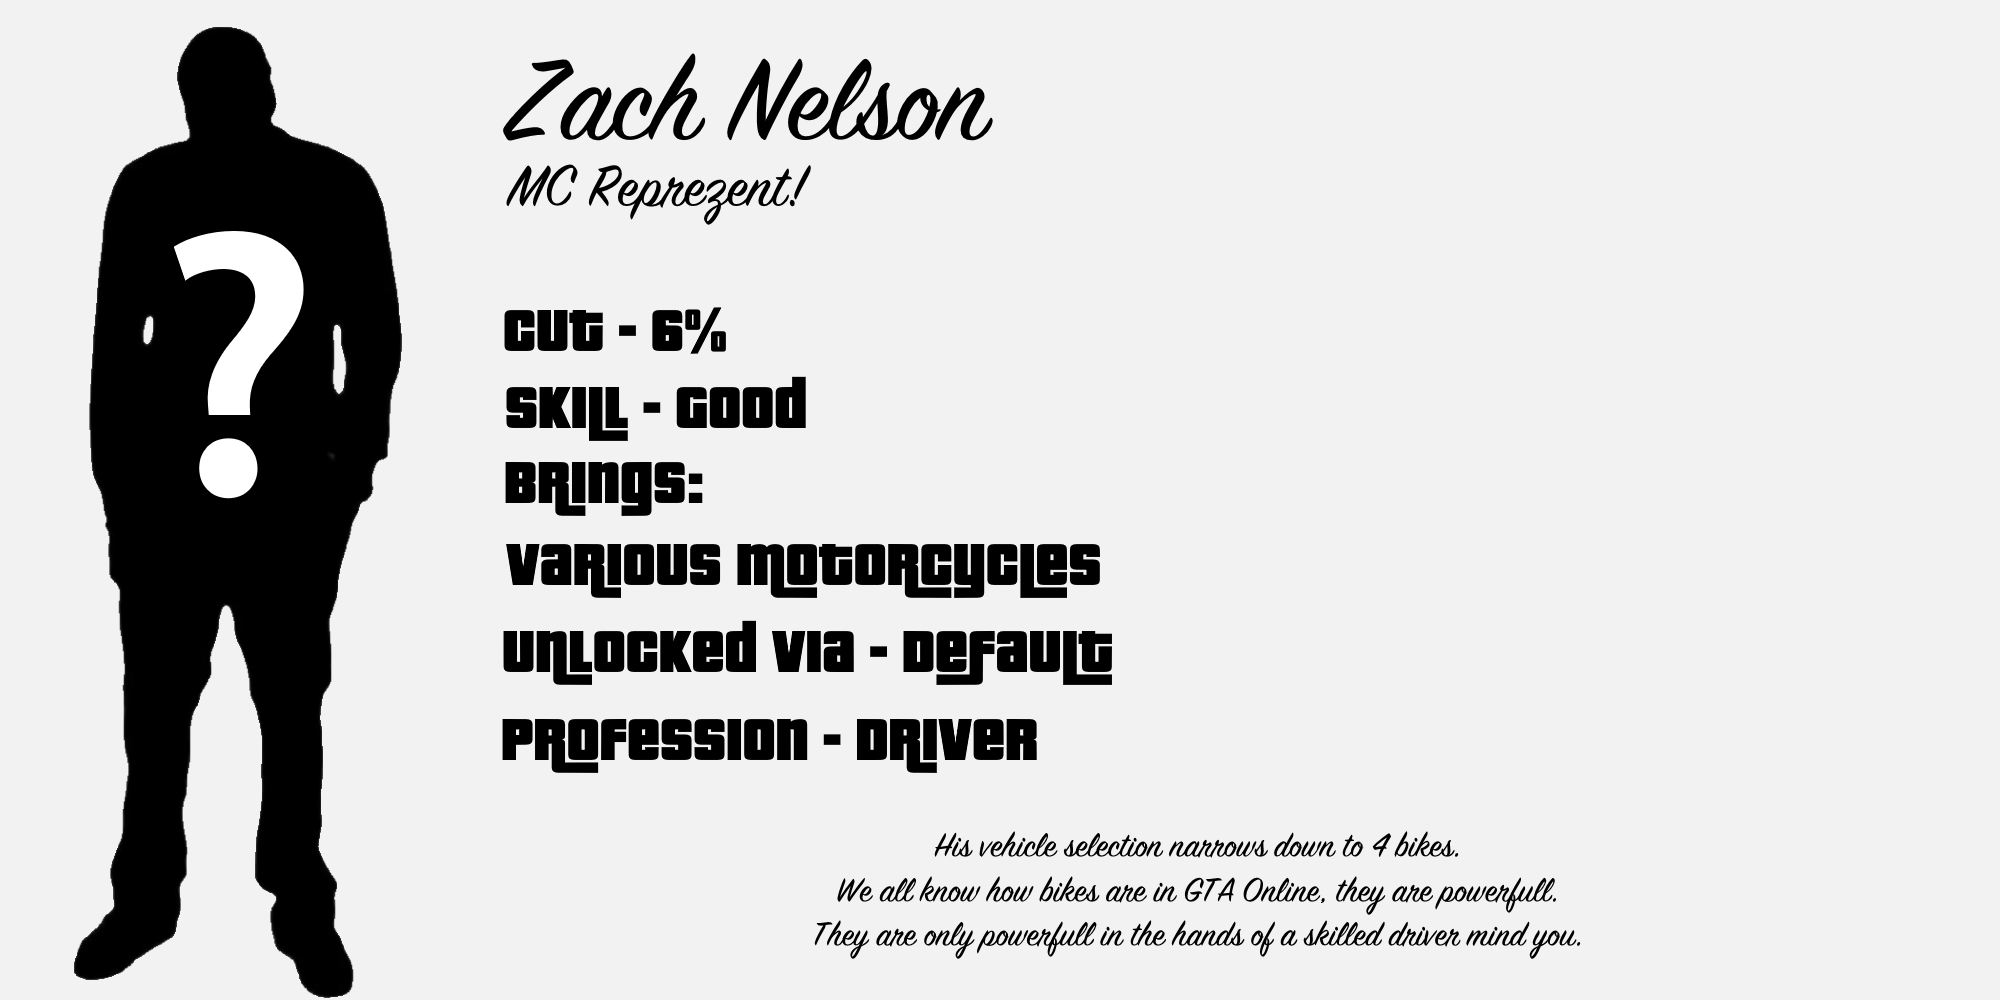 Zach Nelson
MC Reprezent!
?
Cut - 6%
Skill - Good
Brings:
Various Motorcycles
Unlocked via - Default
Profession - Driver
His vehicle selection narrows down to 4 bikes.
We all know how bikes are in GTA Online, they are powerfull.
They are only powerfull in the hands of a skilled driver mind you.